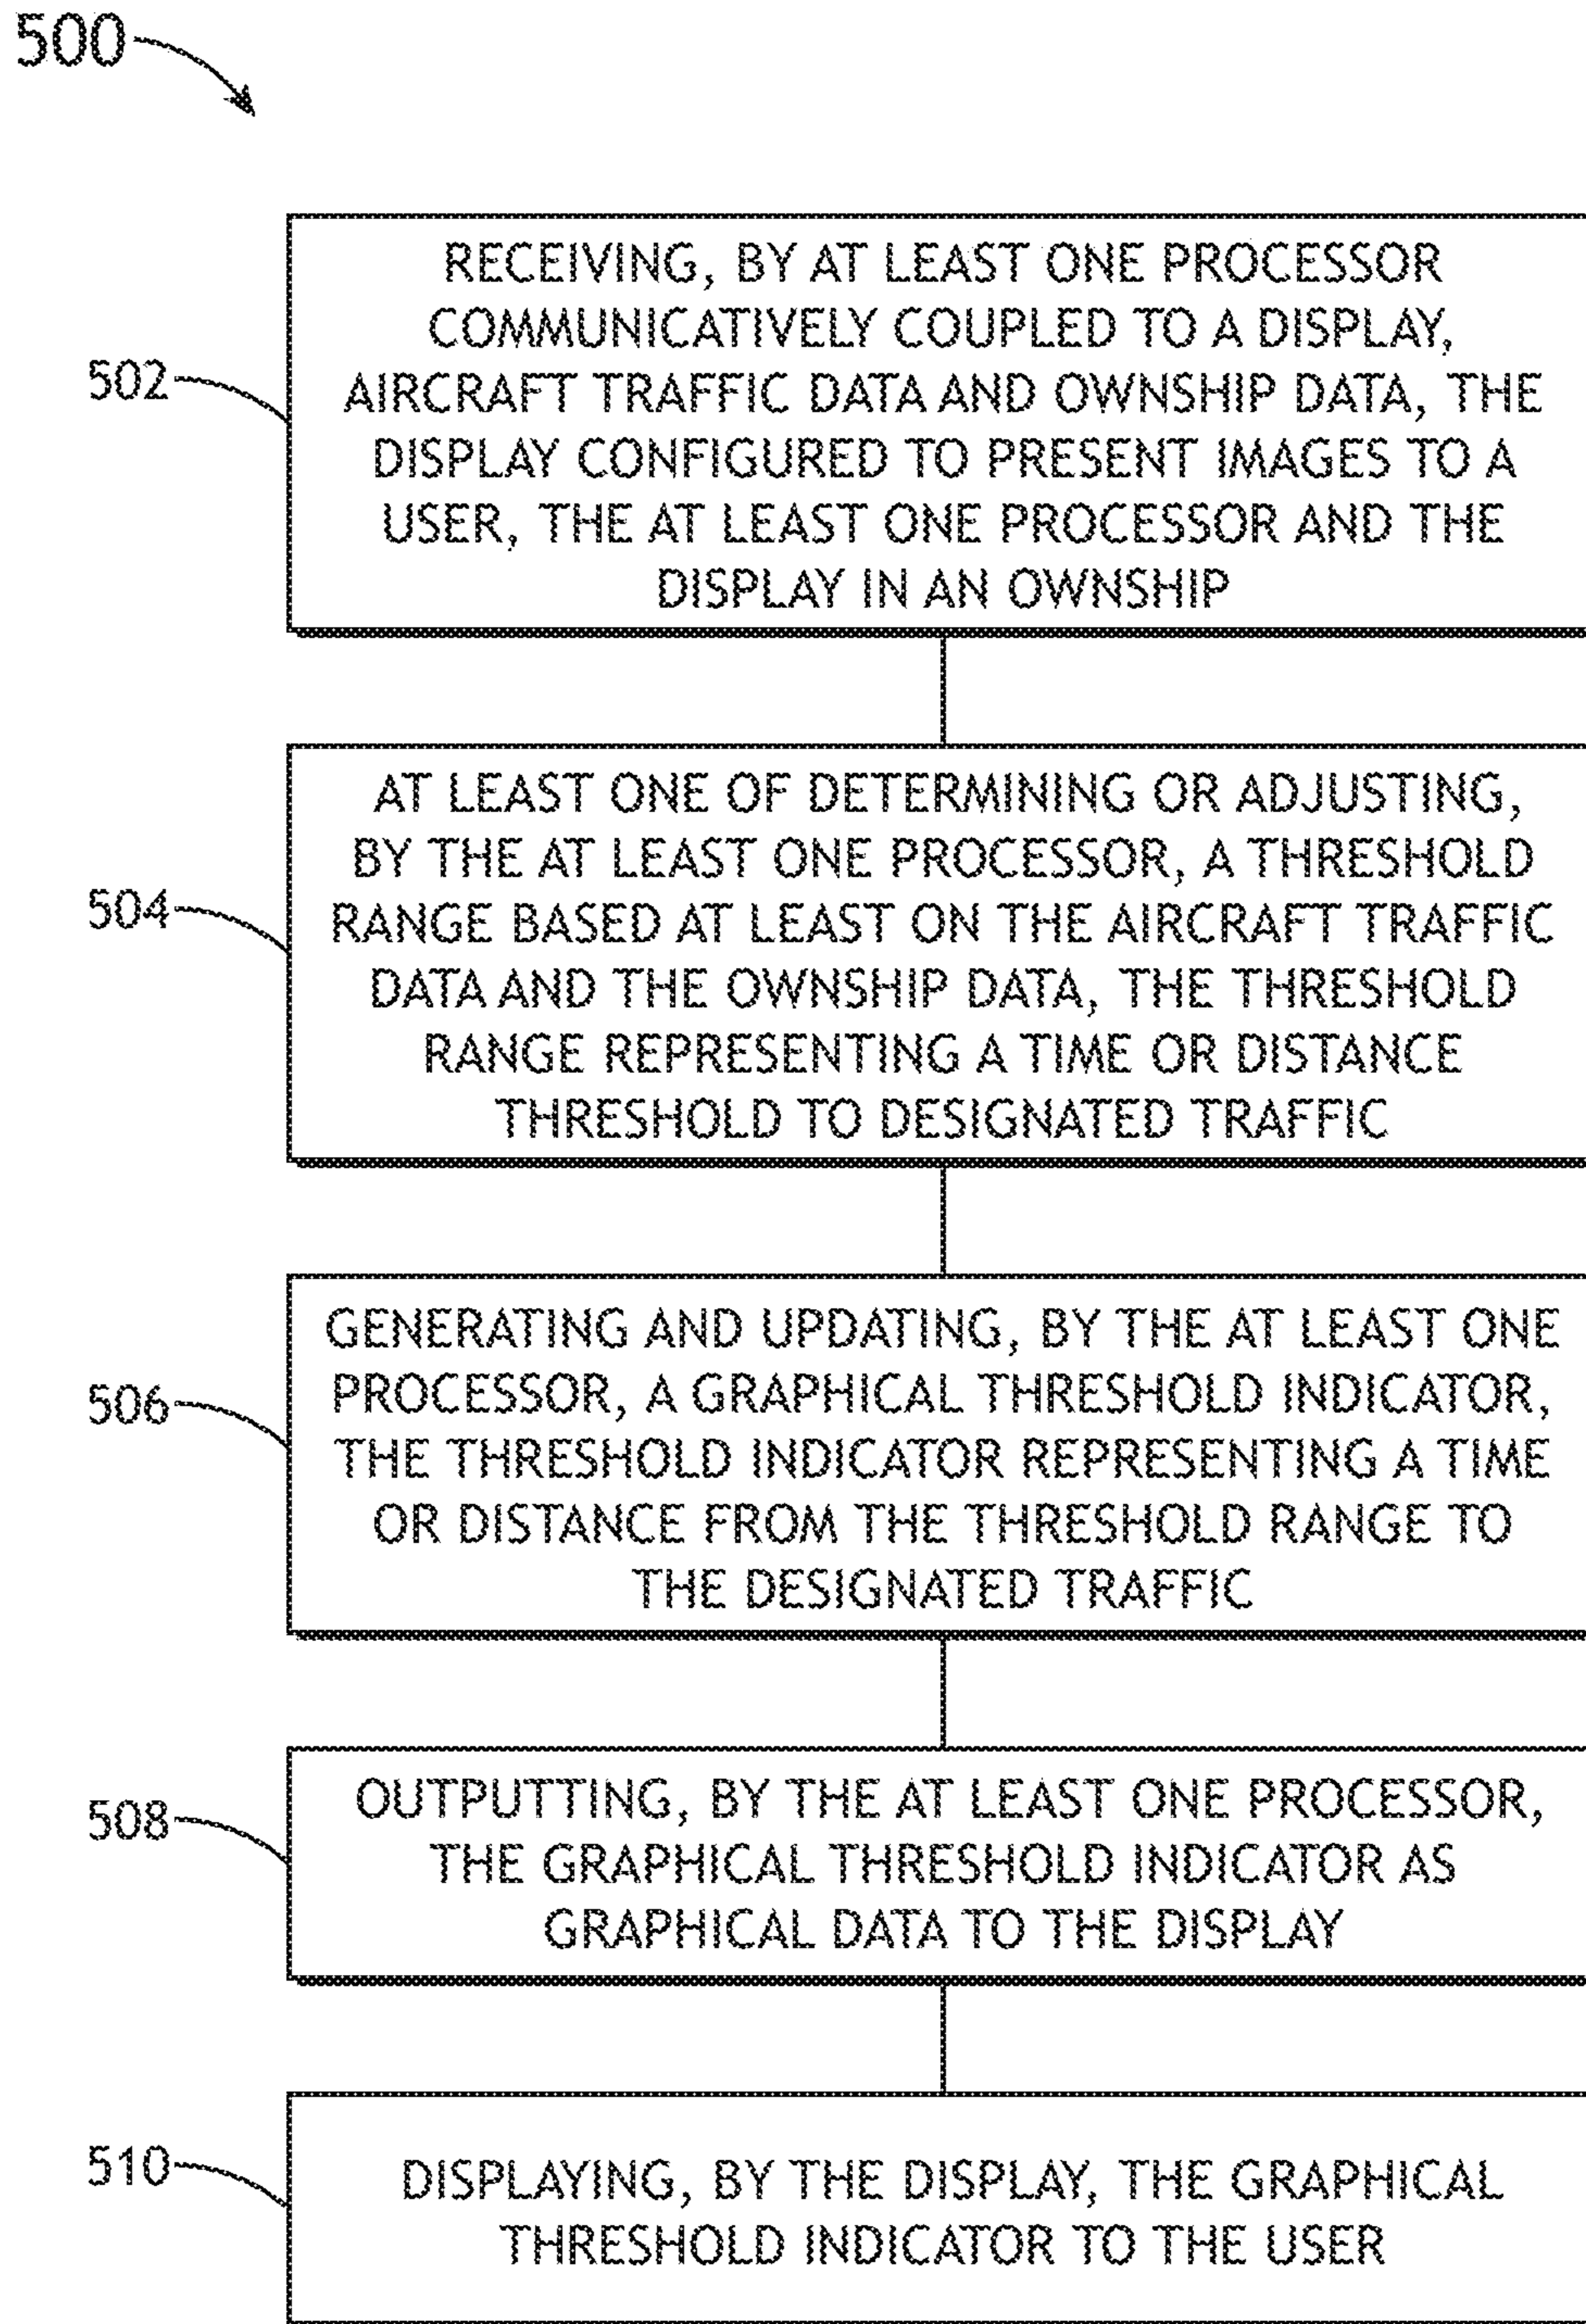 500
502
RECEIVING, BY AT LEAST ONE PROCESSOR
COMMUNICATIVELY COUPLED TO A DISPLAY,
AIRCRAFT TRAFFIC DATA AND OWNSHIP DATA, THE
DISPLAY CONFIGURED TO PRESENT IMAGES TO A
USER, THE AT LEAST ONE PROCESSOR AND THE
DISPLAY IN AN OWNSHIP
504
AT LEAST ONE OF DETERMINING OR ADJUSTING,
BY THE AT LEAST ONE PROCESSOR, A THRESHOLD
RANGE BASED AT LEAST ON THE AIRCRAFT TRAFFIC
DATA AND THE OWNSHIP DATA, THE THRESHOLD
RANGE REPRESENTING A TIME OR DISTANCE
THRESHOLD TO DESIGNATED TRAFFIC
506
GENERATING AND UPDATING, BY THE AT LEAST ONE
PROCESSOR, A GRAPHICAL THRESHOLD INDICATOR,
THE THRESHOLD INDICATOR REPRESENTING A TIME
OR DISTANCE FROM THE THRESHOLD RANGE TO
THE DESIGNATED TRAFFIC
508
OUTPUTTING, BY THE AT LEAST ONE PROCESSOR,
THE GRAPHICAL THRESHOLD INDICATOR AS
GRAPHICAL DATA TO THE DISPLAY
510
DISPLAYING, BY THE DISPLAY, THE GRAPHICAL
THRESHOLD INDICATOR TO THE USER